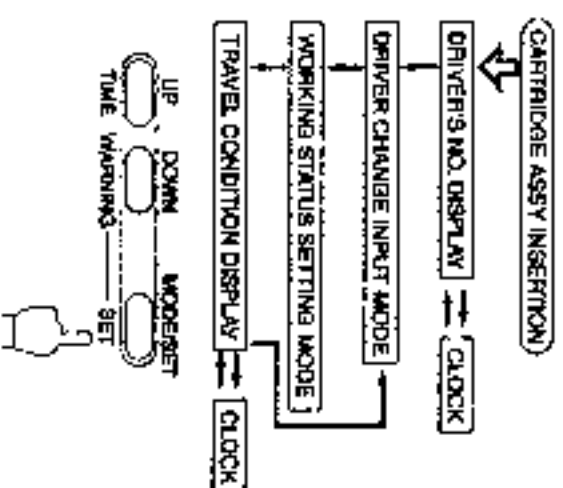 CARTRIDGE ASSY INSERTION
DRIVER'S NO. DISPLAY
CLOCK
DRIVER CHANGE INPUT MODE
WORKING STATUS SETTING MODE
TRAVEL CONDITION DISPLAY
CLOCK
UP DOWN MODE/SET
TIME WARNING SET